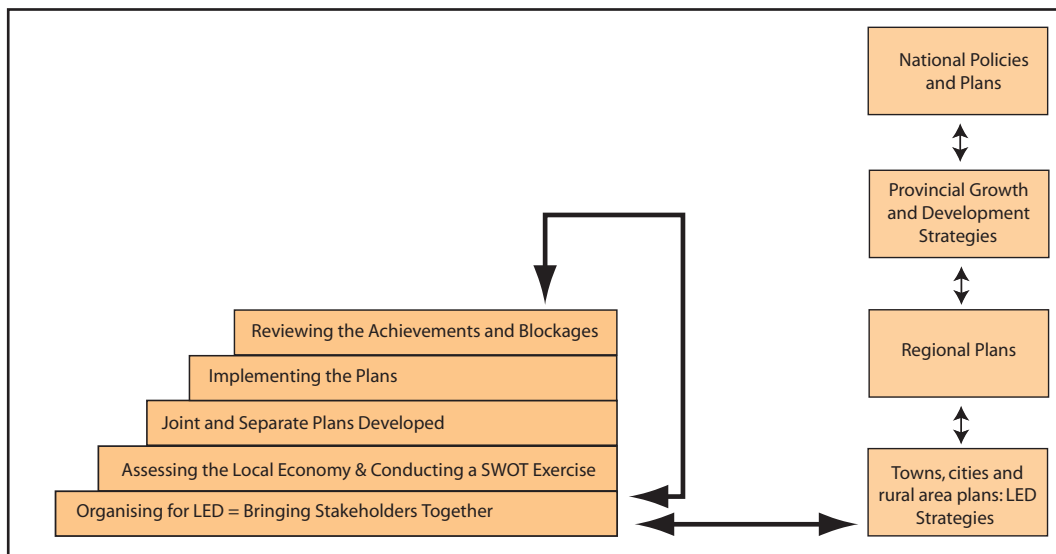 National Policies
and Plans
Provincial Growth
and Development
Strategies
Regional Plans
Towns, cities and
rural area plans: LED
Strategies
Reviewing the Achievements and Blockages
Implementing the Plans
Joint and Separate Plans Developed
Assessing the Local Economy & Conducting a SWOT Exercise
Organising for LED = Bringing Stakeholders Together